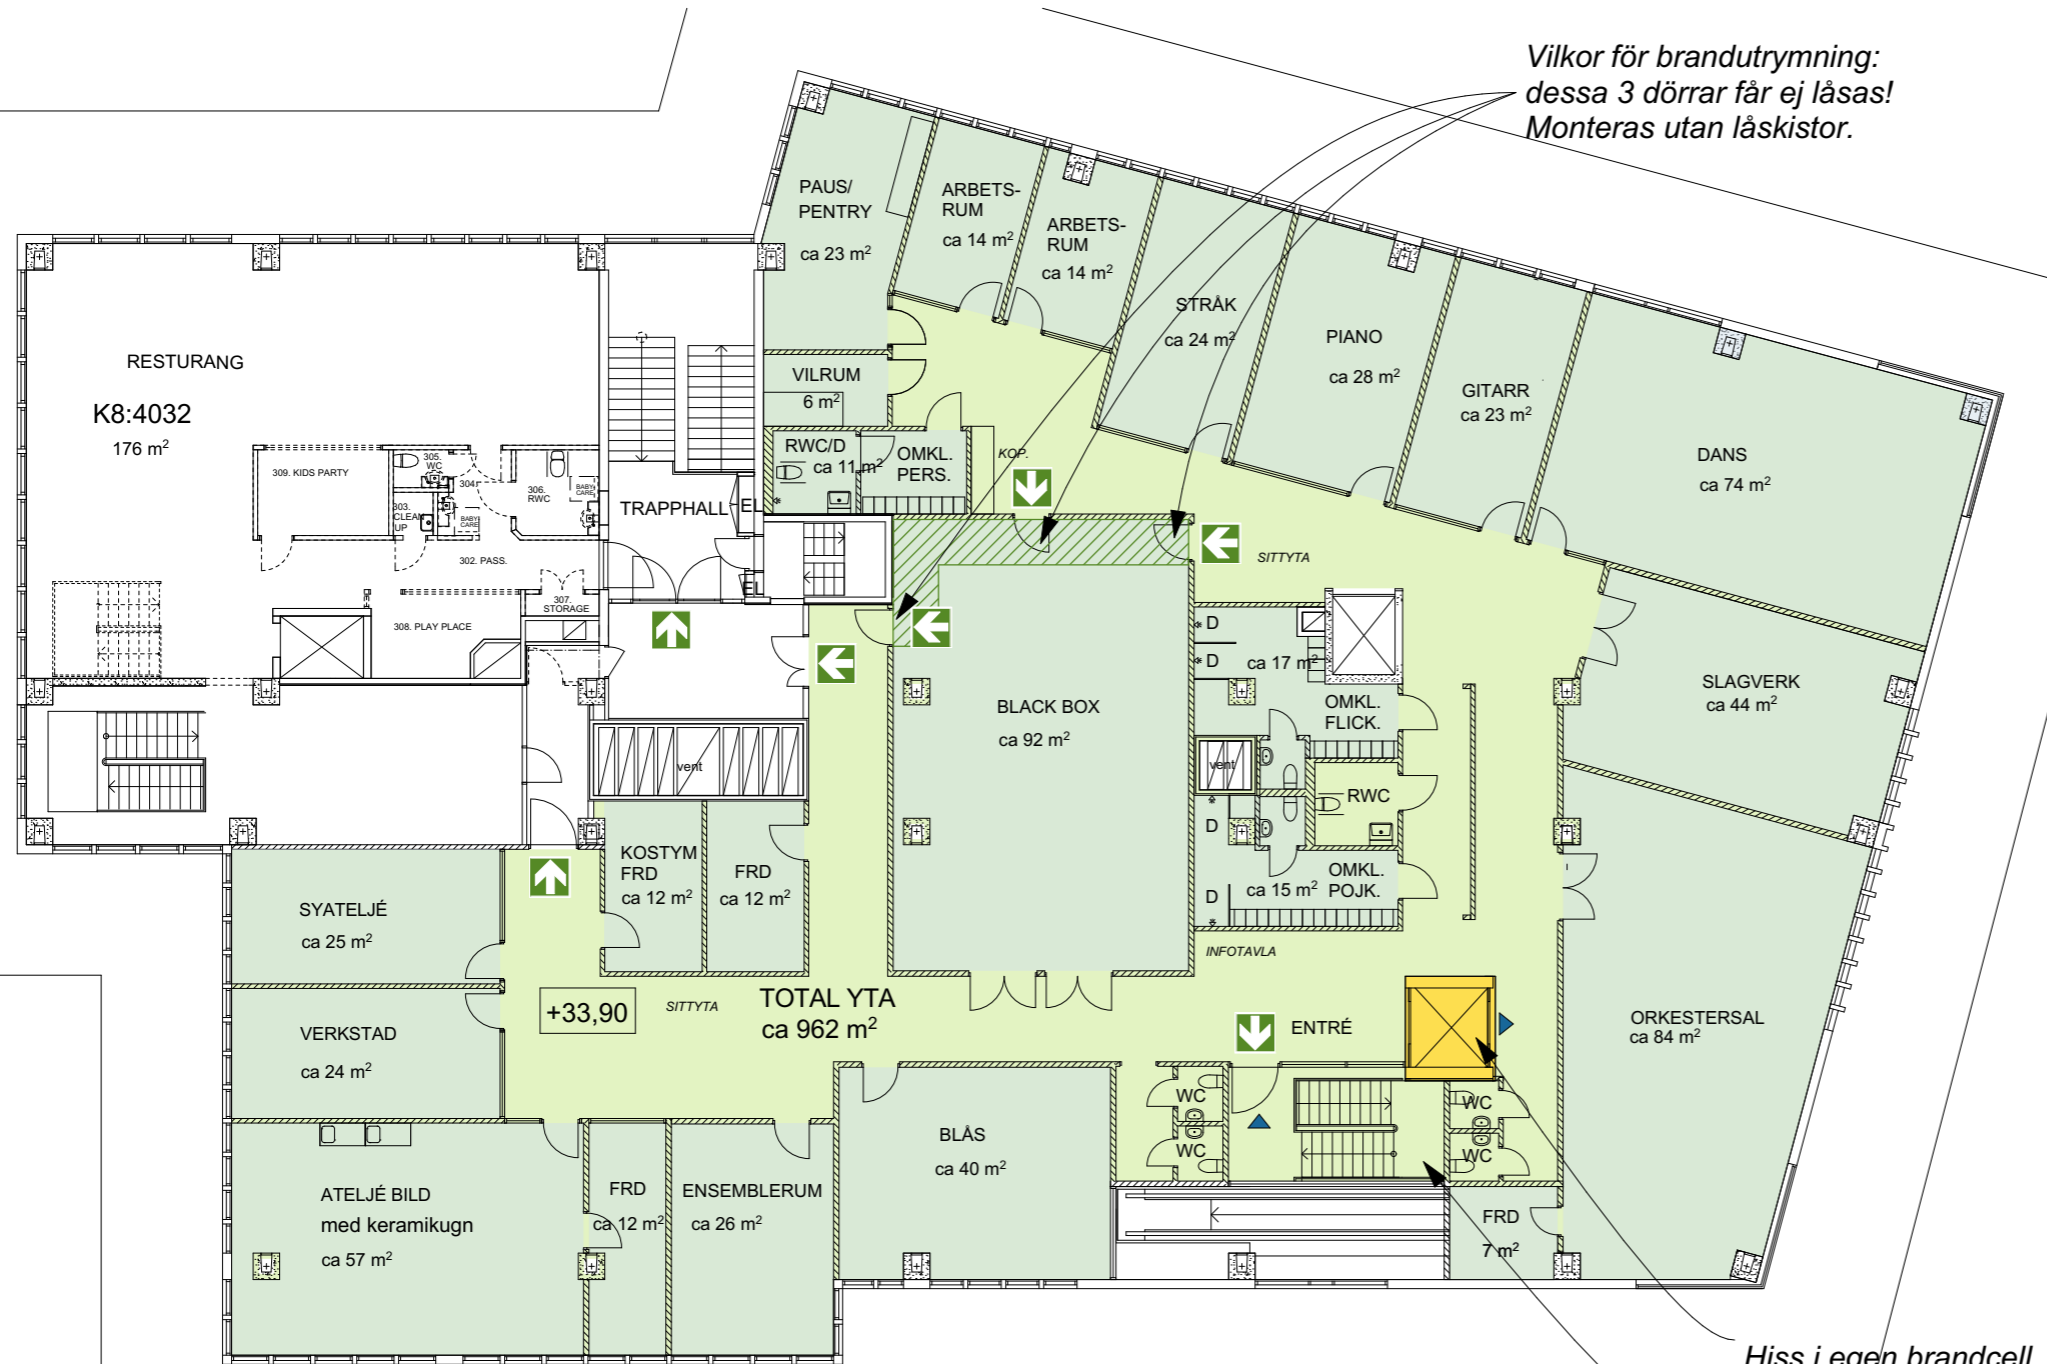 Vilkor för brandutrymning:
dessa 3 dörrar får ej låsas!
Monteras utan låskistor.
PAUS/
PENTRY
ca 23 m²
ARBETS-
RUM
ca 14 m²
ARBETS-
RUM
ca 14 m²
STRÅK
ca 24 m²
PIANO
ca 28 m²
GITARR
ca 23 m²
DANS
ca 74 m²
RESTURANG
K8:4032
176 m²
VILRUM
6 m²
RWC/D
ca 11 m²
OMKL.
PERS.
KOP.
309. KIDS PARTY
305.
WC
304.
306.
RWC
BABY
CARE
303.
CLEAN
UP
BABY
CARE
302. PASS.
307.
STORAGE
308. PLAY PLACE
TRAPPHALL
EL
EL
SITTYTA
D
D
ca 17 m²
OMKL.
FLICK.
SLAGVERK
ca 44 m²
BLACK BOX
ca 92 m²
vent
vent
RWC
D
D
ca 15 m²
OMKL.
POJK.
KOSTYM
FRD
ca 12 m²
FRD
ca 12 m²
SYATELJÉ
ca 25 m²
INFOTAVLA
VERKSTAD
ca 24 m²
+33,90
SITTYTA
TOTAL YTA
ca 962 m²
ENTRÉ
ORKESTERSAL
ca 84 m²
WC
WC
WC
WC
BLÅS
ca 40 m²
ATELJÉ BILD
med keramikugn
ca 57 m²
FRD
ca 12 m²
ENSEMBLERUM
ca 26 m²
FRD
7 m²
Hiss i egen brandcell